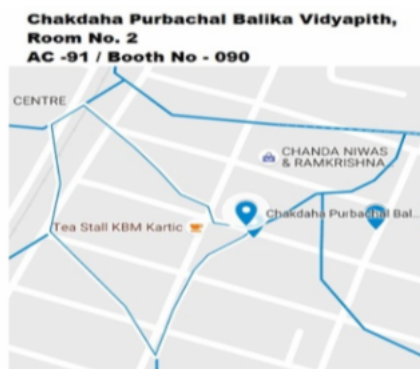 Chakdaha Purbachal Balika Vidyapith,
Room No. 2
AC -91 / Booth No - 090
CENTRE
CHANDA NIWAS
& RAMKRISHNA
Chakdaha Purbachal Bal...
Tea Stall KBM Kartic